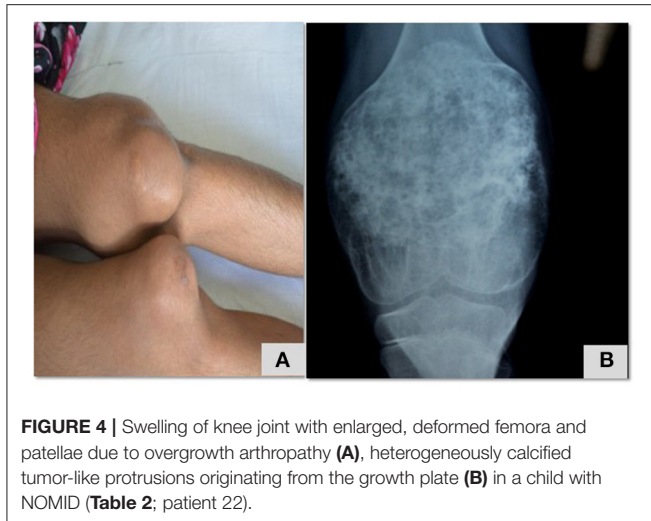 A
B
FIGURE 4 | Swelling of knee joint with enlarged, deformed femora and
patellae due to overgrowth arthropathy (A), heterogeneously calcified
tumor-like protrusions originating from the growth plate (B) in a child with
NOMID (Table 2; patient 22).